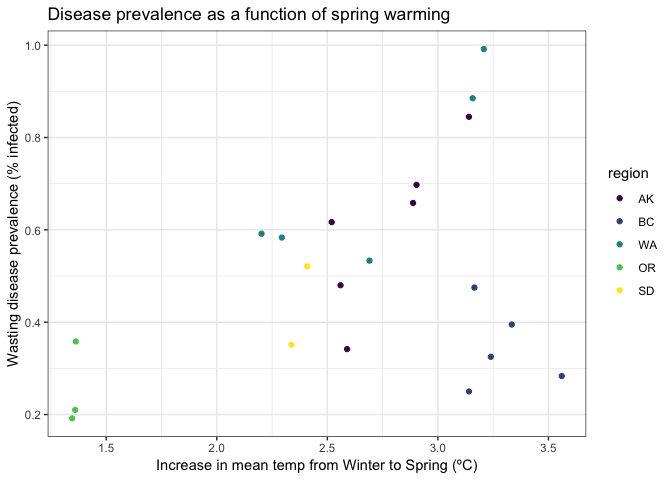 Disease prevalence as a function of spring warming
Wasting disease prevalence (% infected)
1.0
0.8
0.6
0.4
0.2
1.5
2.0
2.5
3.0
3.5
Increase in mean temp from Winter to Spring (ºC)
region
AK
BC
WA
OR
SD